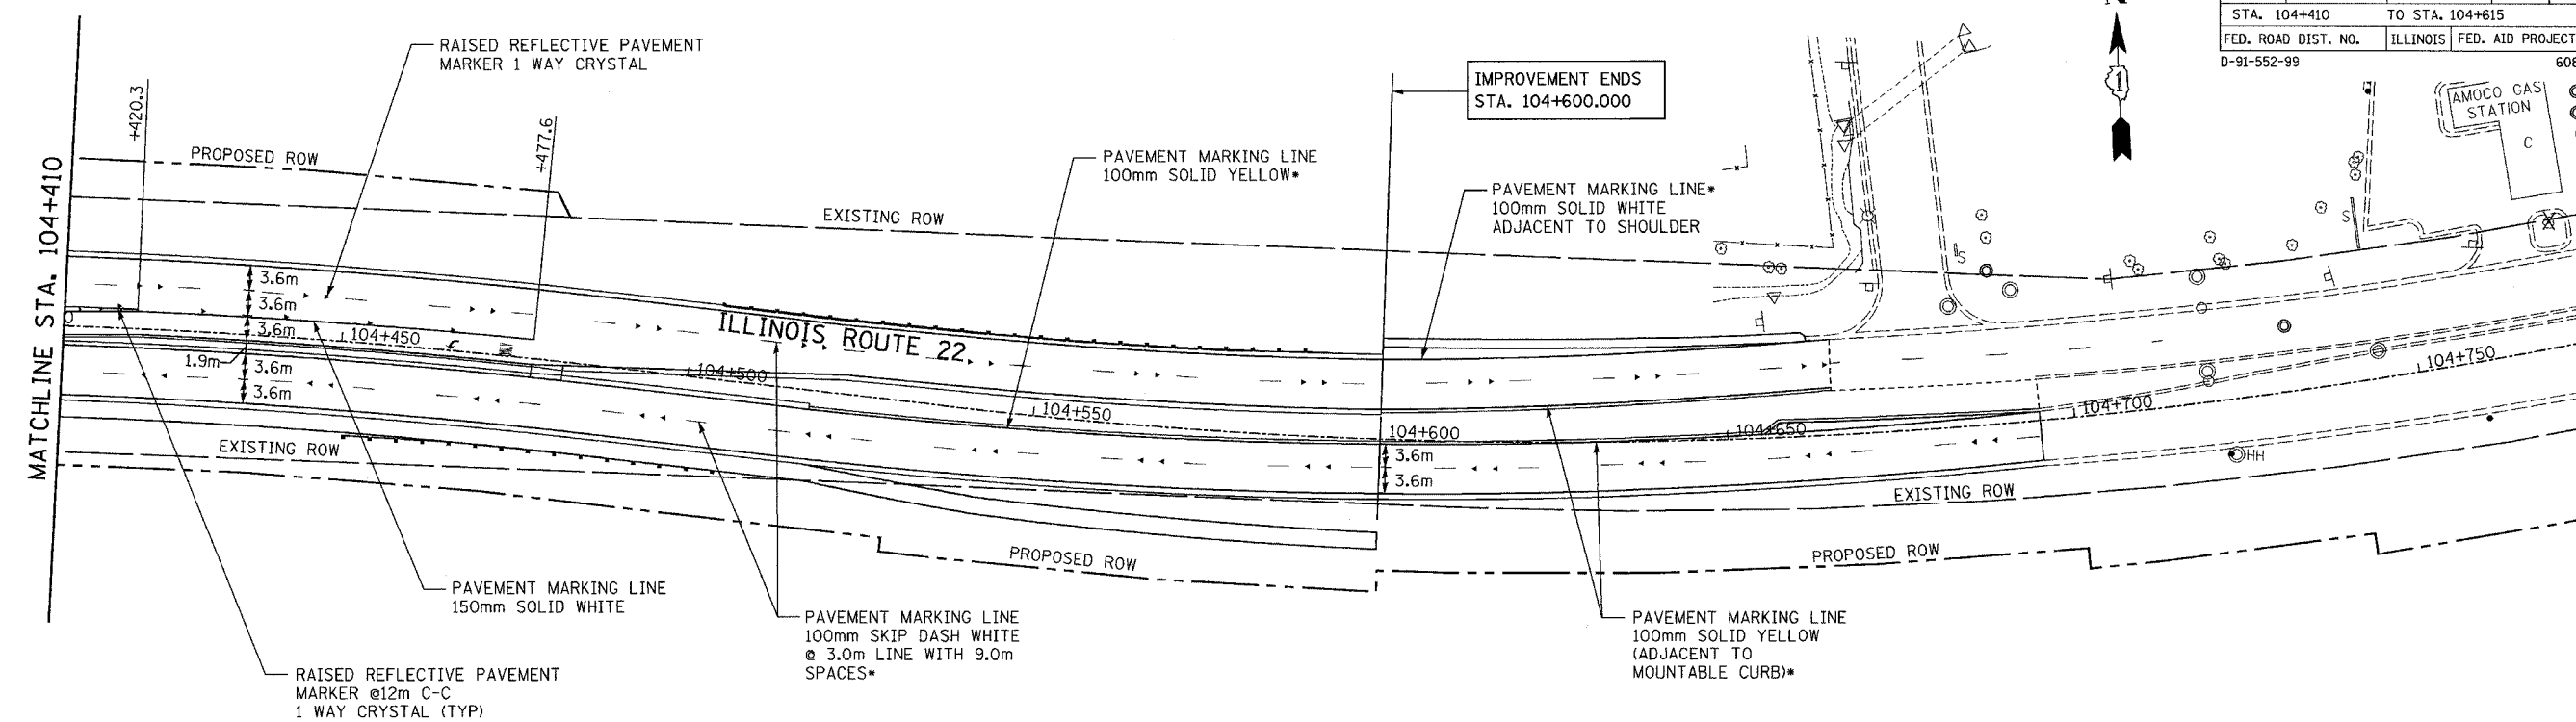 N
STA. 104+410 TO STA. 104+615
FED. ROAD DIST. NO. ILLINOIS FED. AID PROJECT
D-91-552-99
608
RAISED REFLECTIVE PAVEMENT
MARKER 1 WAY CRYSTAL
IMPROVEMENT ENDS
STA. 104+600.000
AMOCO GAS
STATION
C
+420.3
+477.6
PROPOSED ROW
PAVEMENT MARKING LINE
100mm SOLID YELLOW*
PAVEMENT MARKING LINE*
100mm SOLID WHITE
ADJACENT TO SHOULDER
EXISTING ROW
MATCHLINE STA. 104+410
S
S
3.6m
3.6m
3.6m
1.9m
3.6m
3.6m
104+450
ILLINOIS ROUTE 22
104+500
104+550
104+600
104+650
104+700
104+750
3.6m
3.6m
HH
EXISTING ROW
EXISTING ROW
PROPOSED ROW
PROPOSED ROW
PAVEMENT MARKING LINE
150mm SOLID WHITE
PAVEMENT MARKING LINE
100mm SKIP DASH WHITE
@ 3.0m LINE WITH 9.0m
SPACES*
PAVEMENT MARKING LINE
100mm SOLID YELLOW
(ADJACENT TO
MOUNTABLE CURB)*
RAISED REFLECTIVE PAVEMENT
MARKER @12m C-C
1 WAY CRYSTAL (TYP)